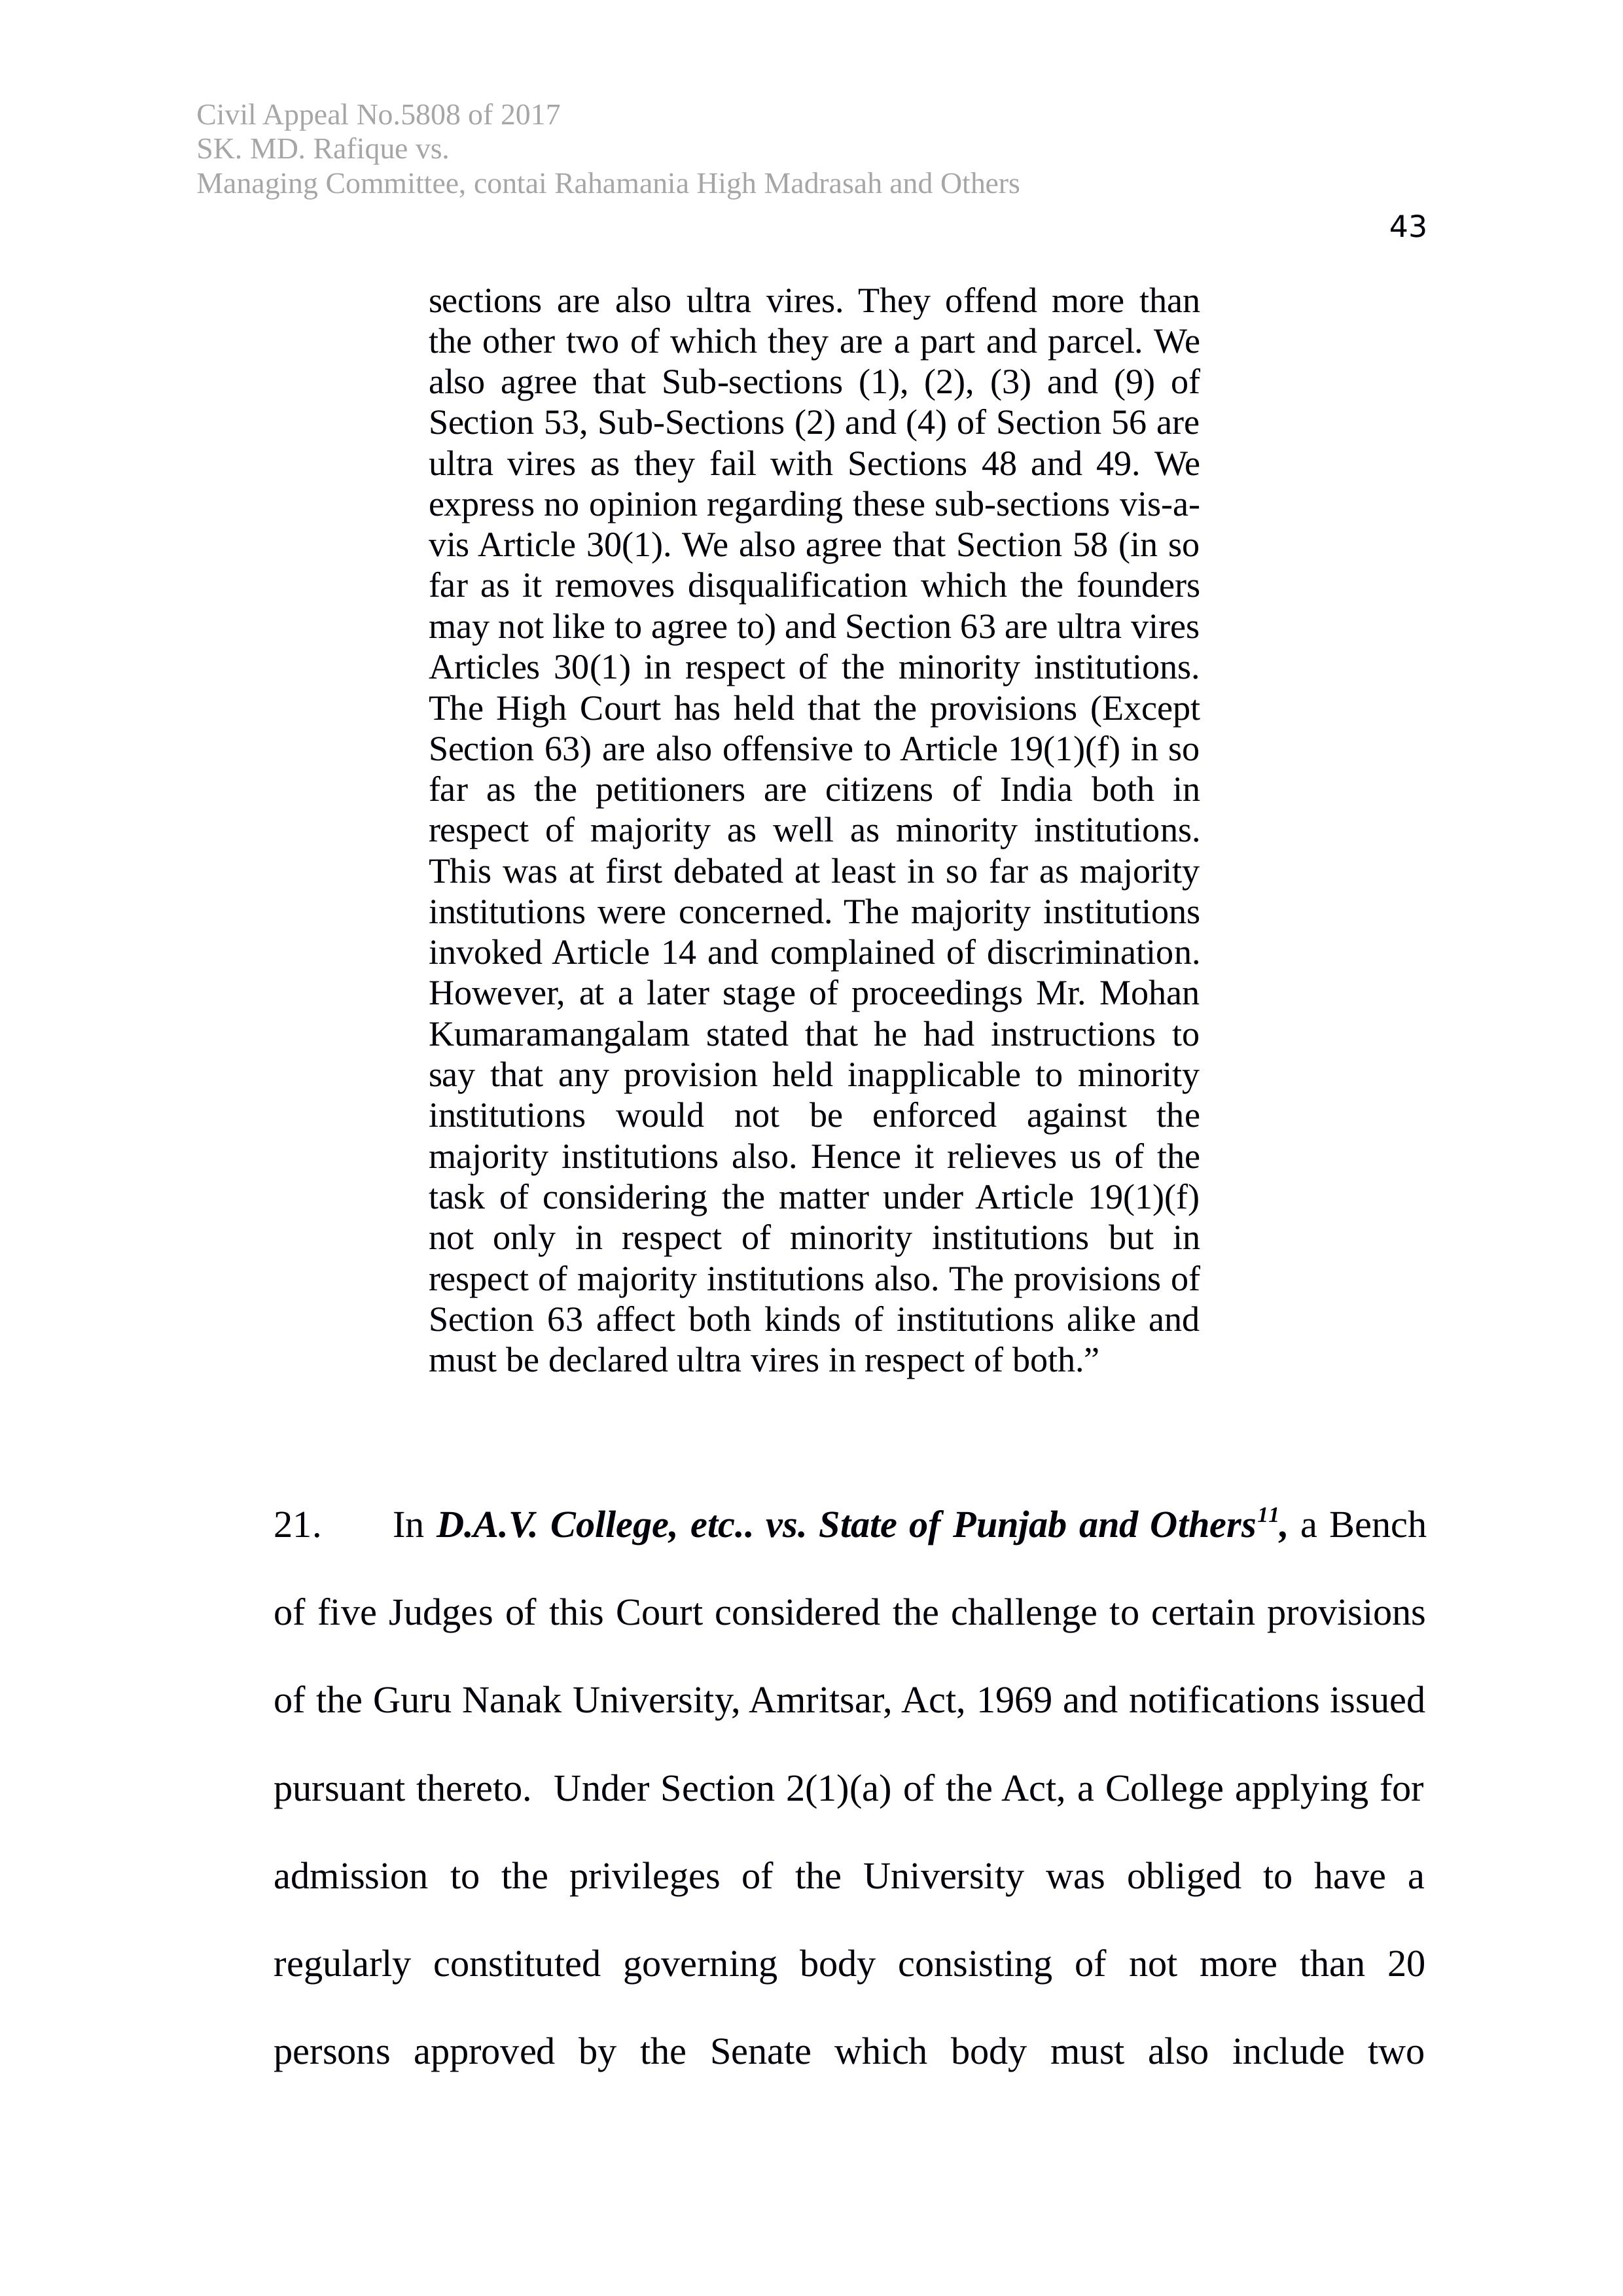 Civil Appeal No.5808 of 2017
SK. MD. Rafique vs.
Managing Committee, contai Rahamania High Madrasah and Others
43
sections are also ultra vires. They offend more than
the other two of which they are a part and parcel. We
also agree that Sub-sections (1), (2), (3) and (9) of
Section 53, Sub-Sections (2) and (4) of Section 56 are
ultra vires as they fail with Sections 48 and 49. We
express no opinion regarding these sub-sections vis-a-
vis Article 30(1). We also agree that Section 58 (in so
far as it removes disqualification which the founders
may not like to agree to) and Section 63 are ultra vires
Articles 30(1) in respect of the minority institutions.
The High Court has held that the provisions (Except
Section 63) are also offensive to Article 19(1)(f) in so
far as the petitioners are citizens of India both in
respect of majority as well as minority institutions.
This was at first debated at least in so far as majority
institutions were concerned. The majority institutions
invoked Article 14 and complained of discrimination.
However, at a later stage of proceedings Mr. Mohan
Kumaramangalam stated that he had instructions to
say that any provision held inapplicable to minority
institutions would not be enforced against the
majority institutions also. Hence it relieves us of the
task of considering the matter under Article 19(1)(f)
not only in respect of minority institutions but in
respect of majority institutions also. The provisions of
Section 63 affect both kinds of institutions alike and
must be declared ultra vires in respect of both.”
21. In D.A.V. College, etc.. vs. State of Punjab and Others11, a Bench
of five Judges of this Court considered the challenge to certain provisions
of the Guru Nanak University, Amritsar, Act, 1969 and notifications issued
pursuant thereto. Under Section 2(1)(a) of the Act, a College applying for
admission to the privileges of the University was obliged to have a
regularly constituted governing body consisting of not more than 20
persons approved by the Senate which body must also include two